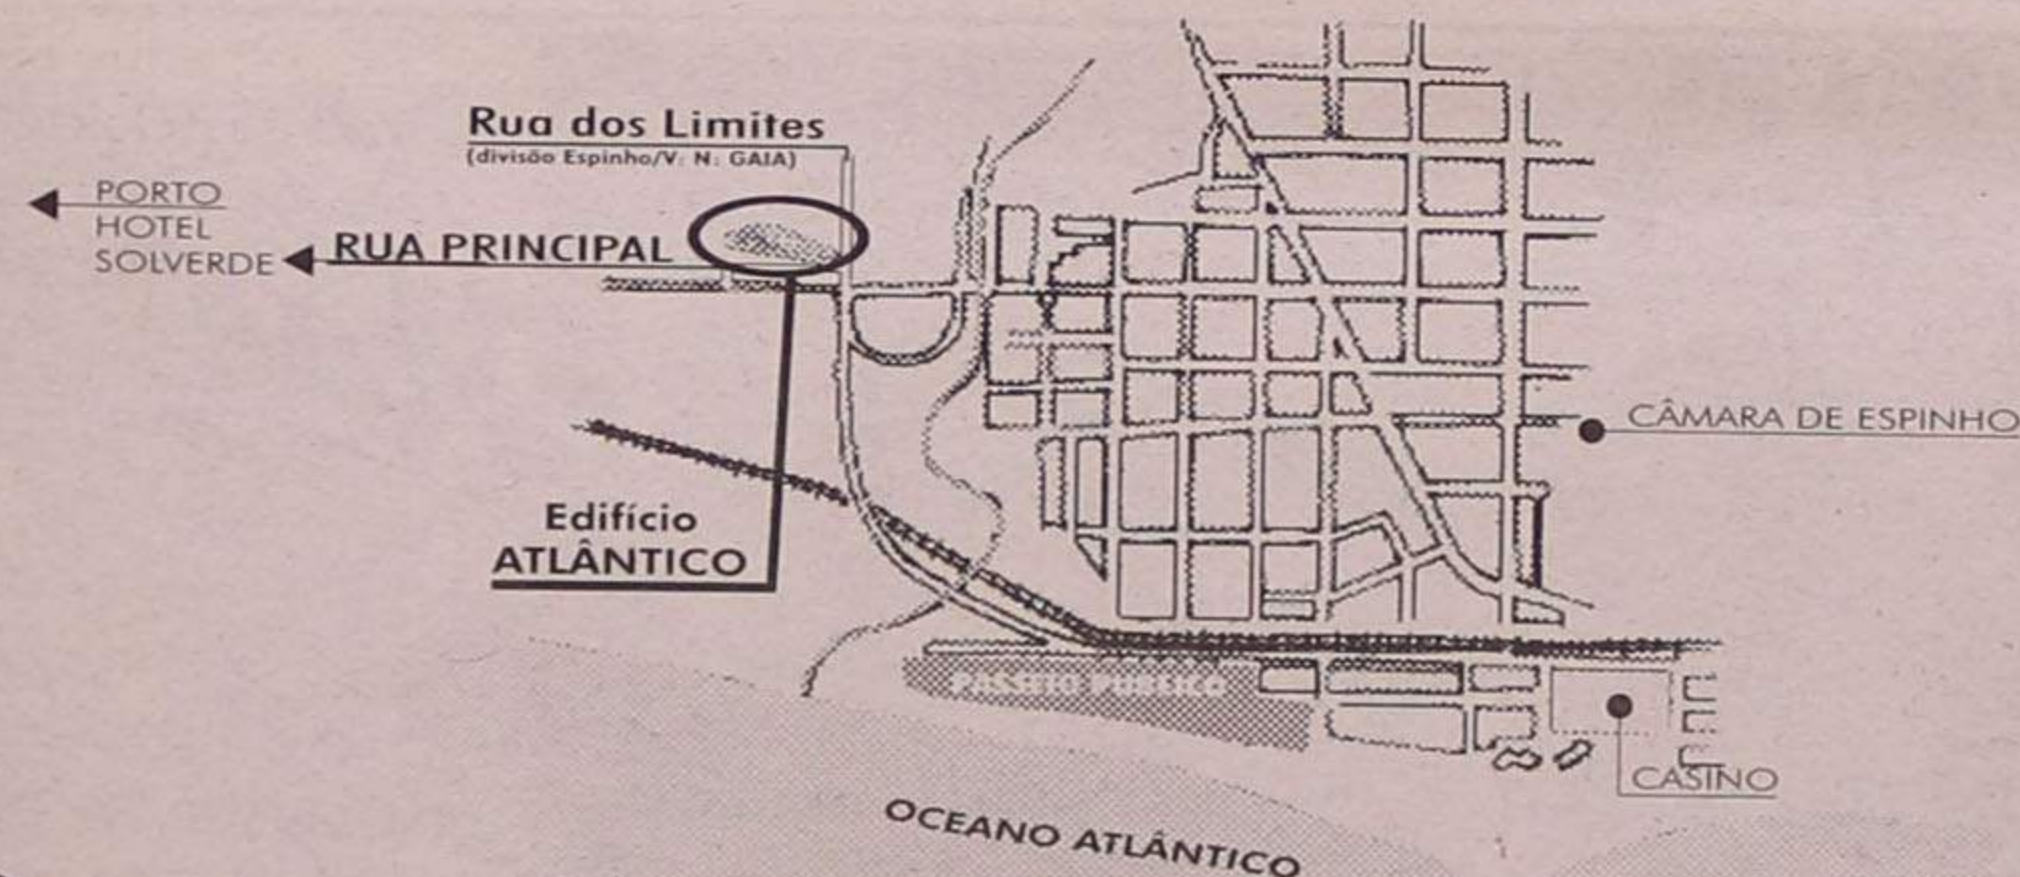 Rua dos Limites
(divisão Espinho/V: N: GAIA)
PORTO
HOTEL
SOLVERDE
RUA PRINCIPAL
CÂMARA DE ESPINHO
Edifício
ATLÂNTICO
PASSEIO PUBLICO
CASINO
OCEANO ATLÂNTICO